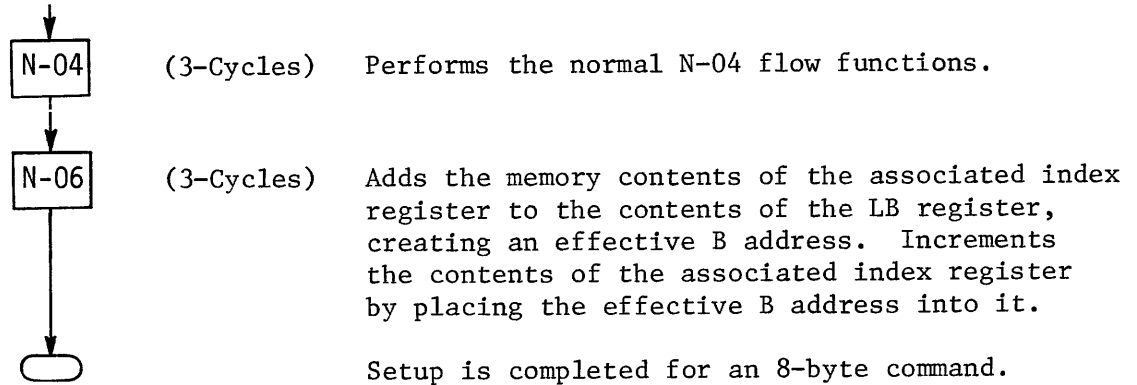 N-04 (3-Cycles) Performs the normal N-04 flow functions.
N-06 (3-Cycles) Adds the memory contents of the associated index
register to the contents of the LB register,
creating an effective B address. Increments
the contents of the associated index register
by placing the effective B address into it.
Setup is completed for an 8-byte command.